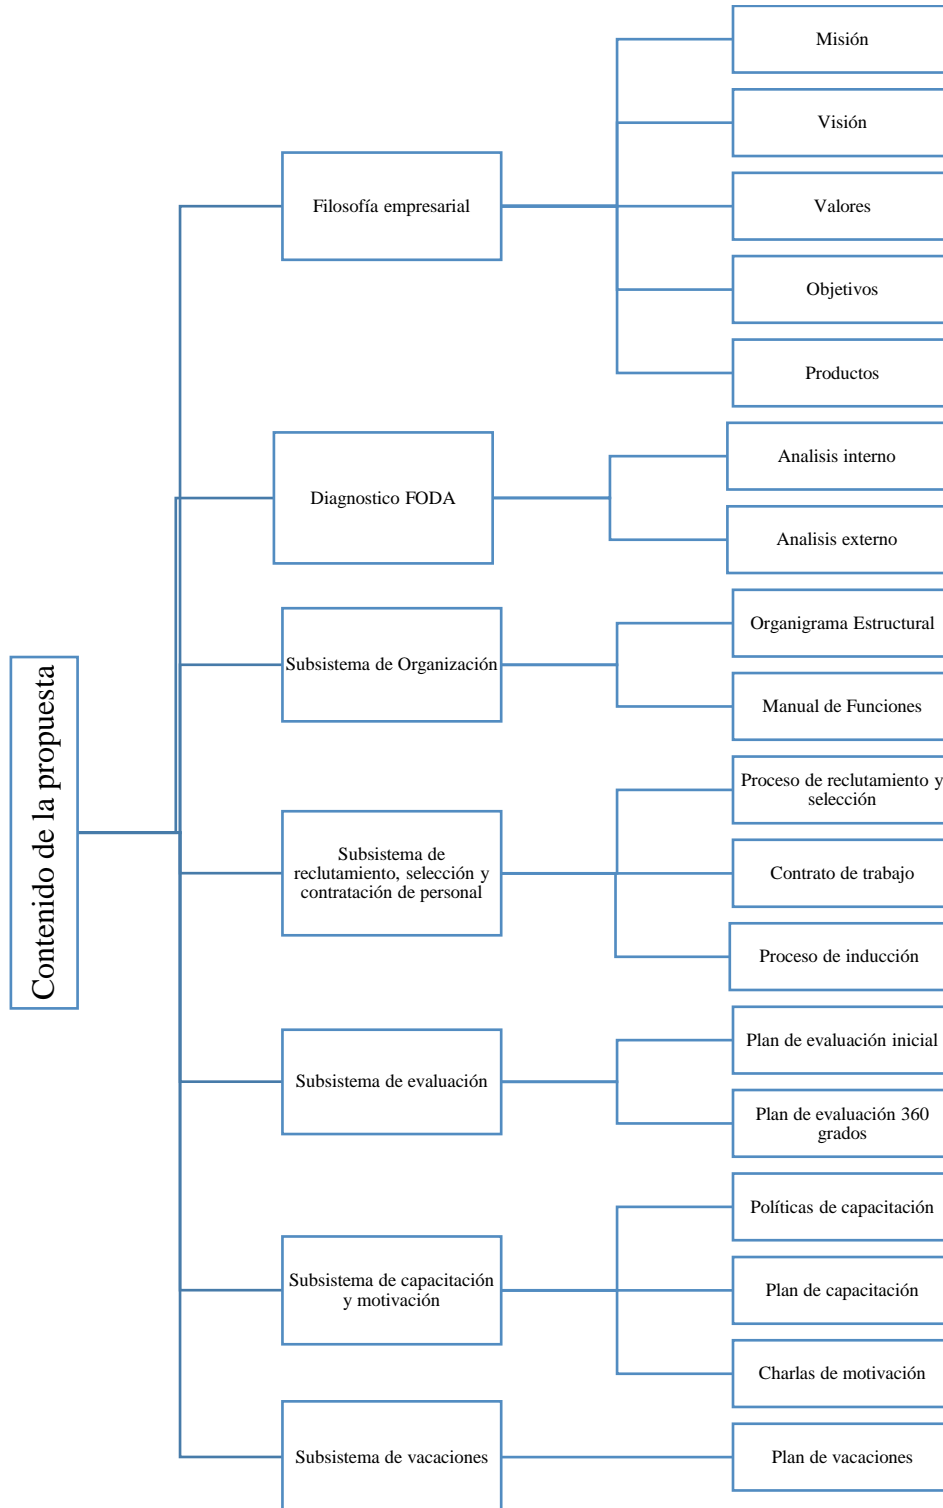 Contenido de la propuesta
Filosofía empresarial
Misión
Visión
Valores
Objetivos
Productos
Diagnostico FODA
Analisis interno
Analisis externo
Subsistema de Organización
Organigrama Estructural
Manual de Funciones
Subsistema de
reclutamiento, selección y
contratación de personal
Proceso de reclutamiento y
selección
Contrato de trabajo
Proceso de inducción
Subsistema de evaluación
Plan de evaluación inicial
Plan de evaluación 360
grados
Subsistema de capacitación
y motivación
Políticas de capacitación
Plan de capacitación
Charlas de motivación
Subsistema de vacaciones
Plan de vacaciones